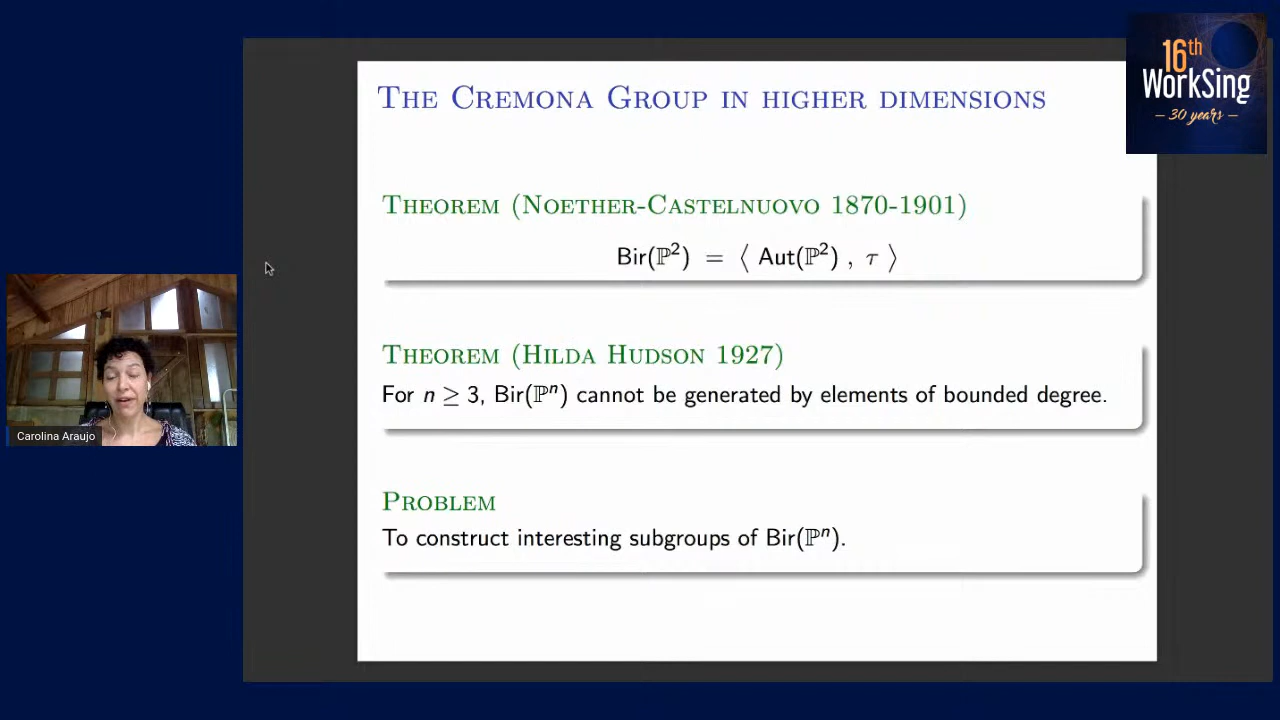 THE CREMONA GROUP IN HIGHER DIMENSIONS
THEOREM (NOETHER-CASTELNUOVO 1870-1901)
Bir(ℙ²) = ⟨ Aut(ℙ²) , τ ⟩
THEOREM (HILDA HUDSON 1927)
For n ≥ 3, Bir(ℙⁿ) cannot be generated by elements of bounded degree.
PROBLEM
To construct interesting subgroups of Bir(ℙⁿ).
16th
WorkSing
– 30 years –
Carolina Araujo